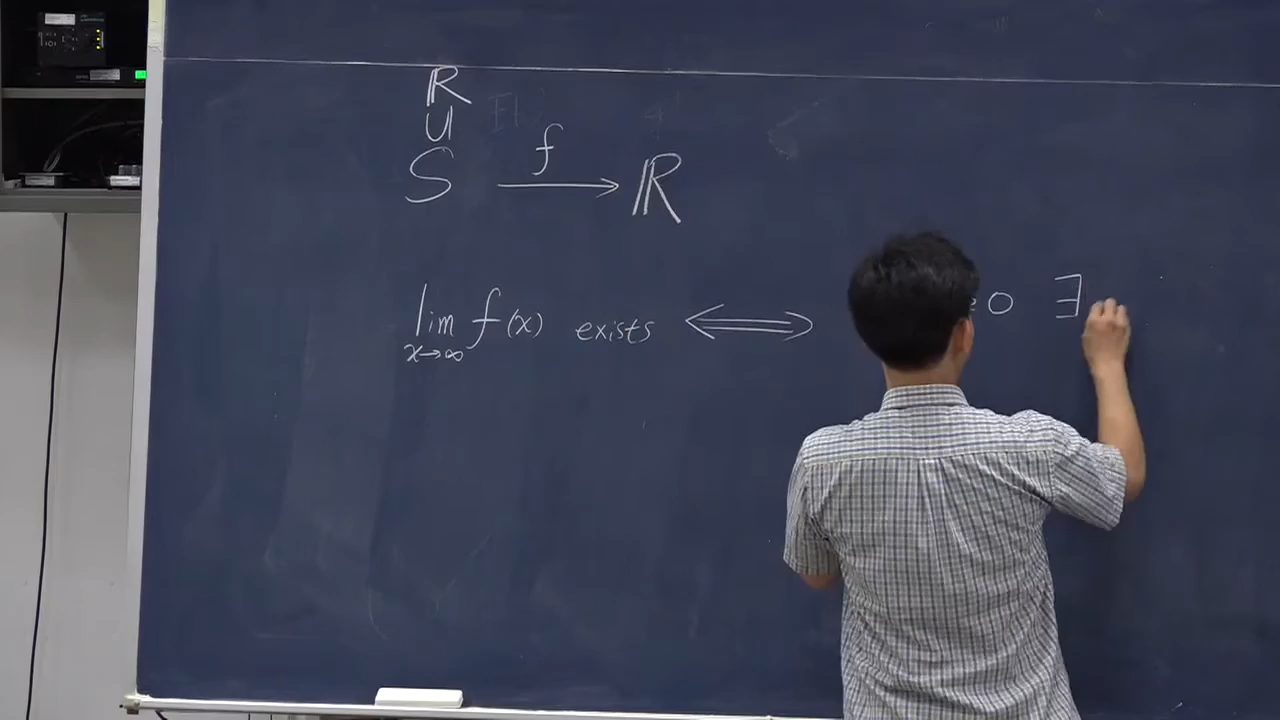 ℝ
∪
S f → ℝ
lim f(x) exists ⟺ 0 ∃
x→∞